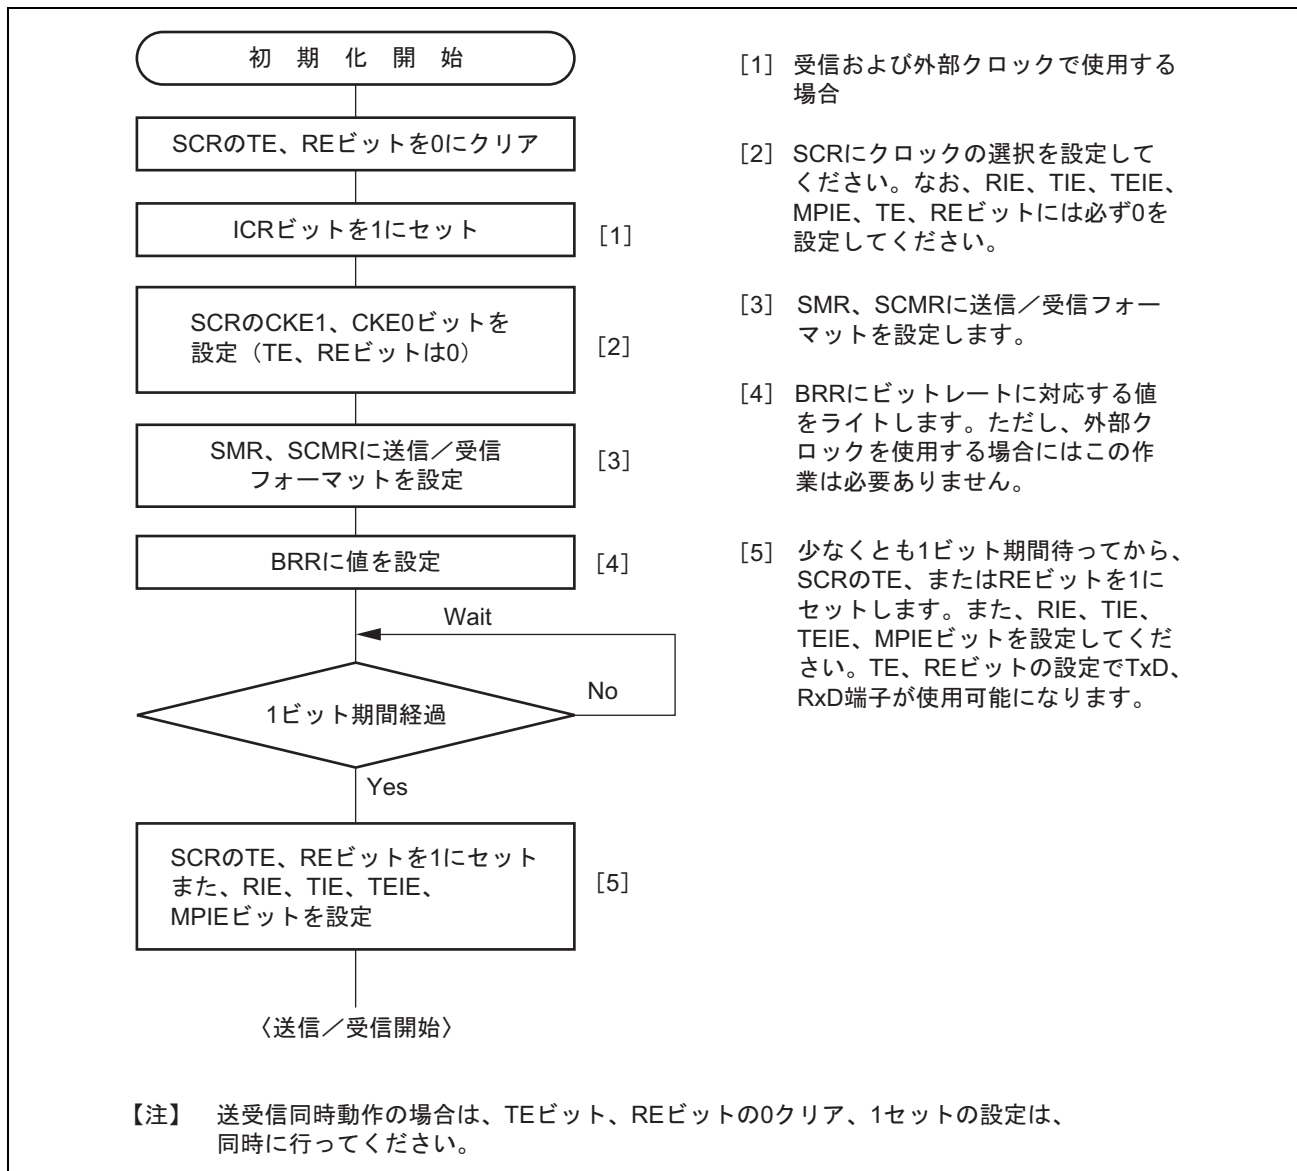 初期化開始
SCRのTE、REビットを0にクリア
ICRビットを1にセット
[1]
SCRのCKE1、CKE0ビットを
設定（TE、REビットは0）
[2]
SMR、SCMRに送信／受信
フォーマットを設定
[3]
BRRに値を設定
[4]
Wait
1ビット期間経過
No
Yes
SCRのTE、REビットを1にセット
また、RIE、TIE、TEIE、
MPIEビットを設定
[5]
〈送信／受信開始〉
[1] 受信および外部クロックで使用する
場合
[2] SCRにクロックの選択を設定して
ください。なお、RIE、TIE、TEIE、
MPIE、TE、REビットには必ず0を
設定してください。
[3] SMR、SCMRに送信／受信フォー
マットを設定します。
[4] BRRにビットレートに対応する値
をライトします。ただし、外部ク
ロックを使用する場合にはこの作
業は必要ありません。
[5] 少なくとも1ビット期間待ってから、
SCRのTE、またはREビットを1に
セットします。また、RIE、TIE、
TEIE、MPIEビットを設定してくだ
さい。TE、REビットの設定でTxD、
RxD端子が使用可能になります。
【注】 送受信同時動作の場合は、TEビット、REビットの0クリア、1セットの設定は、
同時に行ってください。